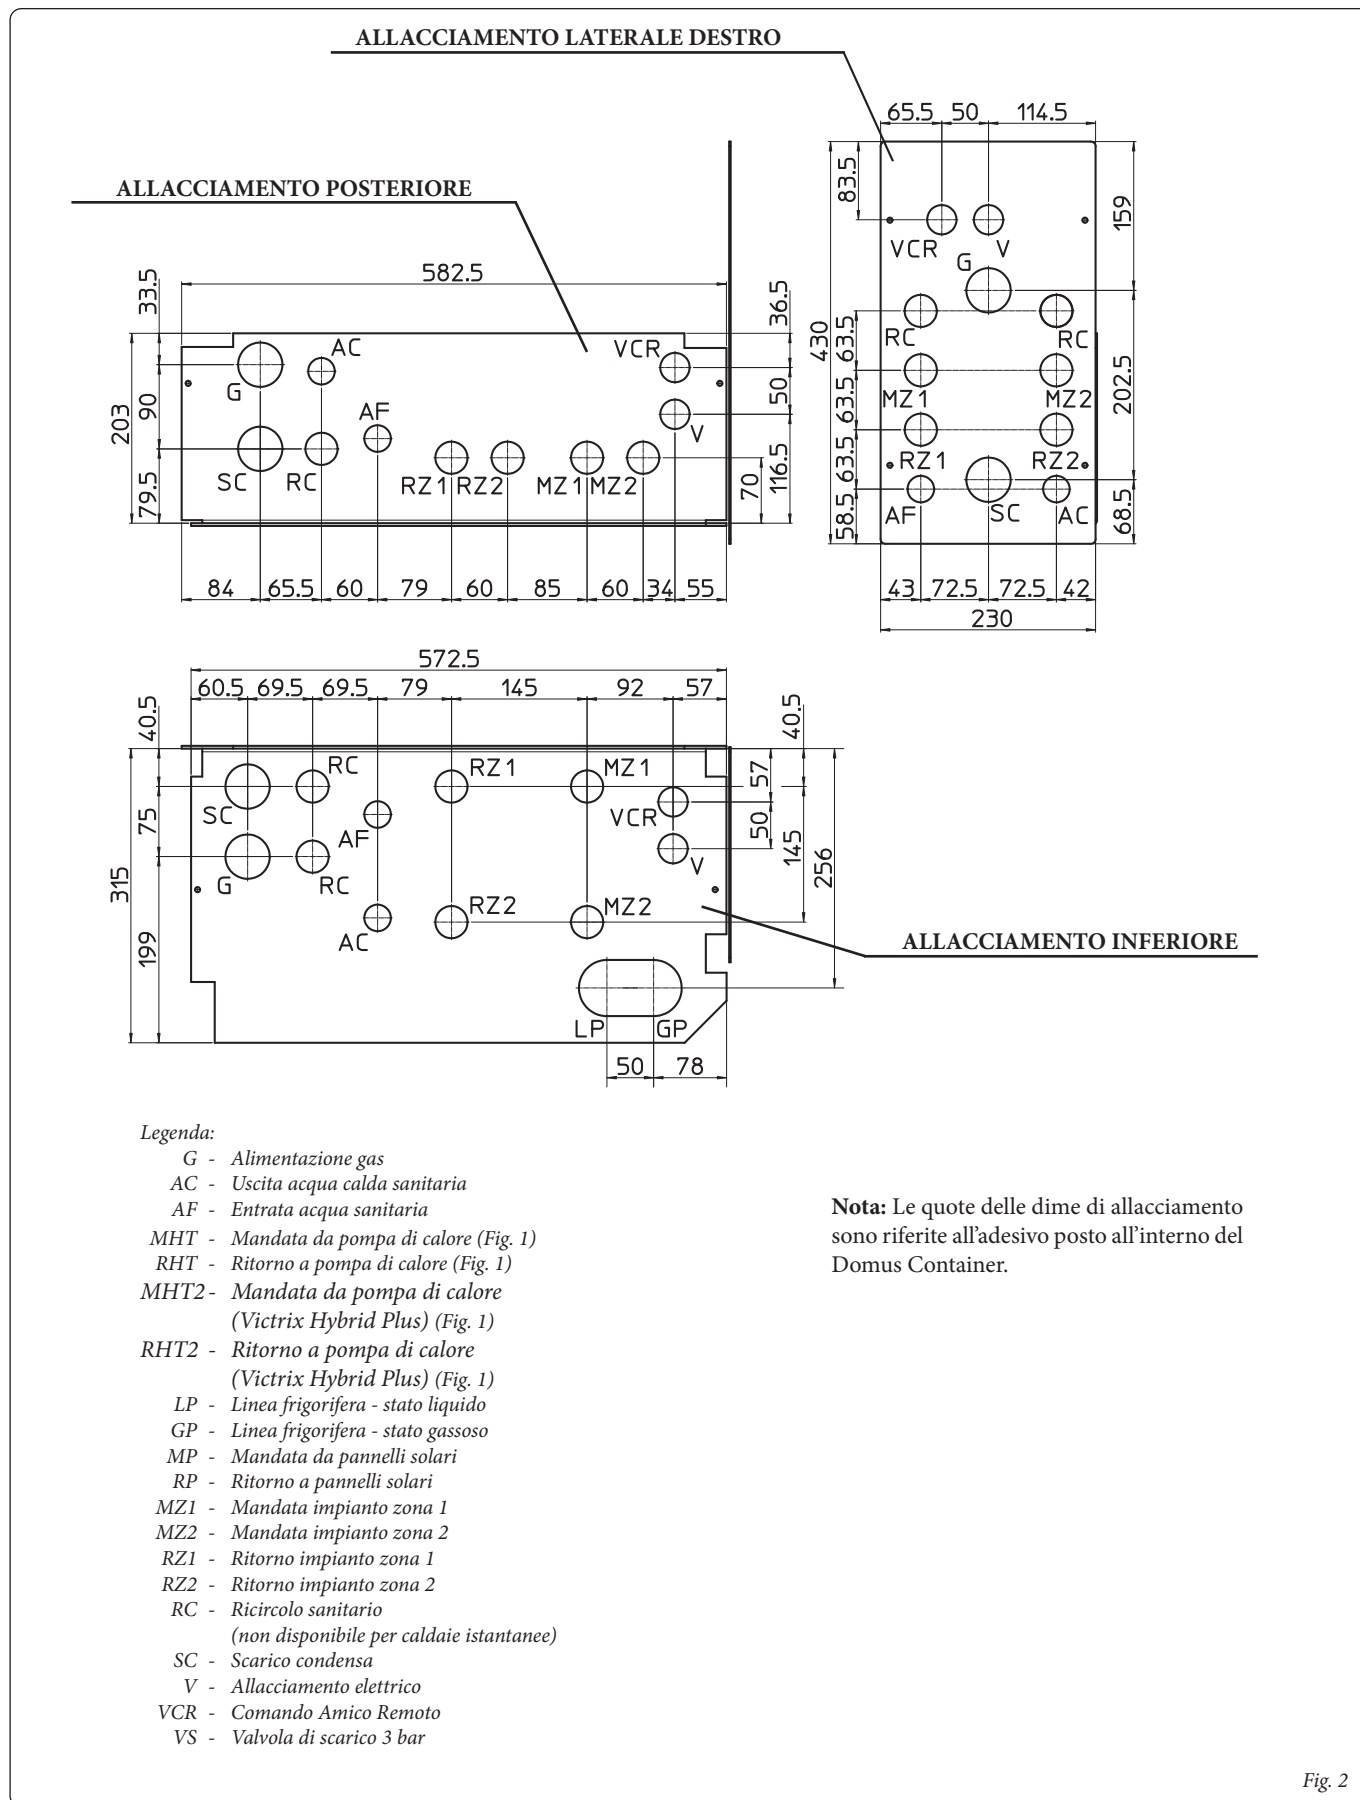 ALLACCIAMENTO LATERALE DESTRO
65.5 50 114.5
83.5
159
430
VCR V
G
RC RC
63.5
MZ1 MZ2
202.5
63.5
RZ1 RZ2
63.5
AF SC AC
58.5
68.5
43 72.5 72.5 42
230
ALLACCIAMENTO POSTERIORE
582.5
33.5
36.5
AC
VCR
G
203
90
50
AF
V
SC RC
RZ1 RZ2 MZ1 MZ2
79.5
70
116.5
84 65.5 60 79 60 85 60 34 55
572.5
60.5 69.5 69.5 79 145 92 57
40.5
40.5
RC RZ1 MZ1
57
SC
VCR
75
AF
50
145
256
V
G RC
315
RZ2 MZ2
AC
199
ALLACCIAMENTO INFERIORE
LP GP
50 78
Legenda:
G - Alimentazione gas
AC - Uscita acqua calda sanitaria
AF - Entrata acqua sanitaria
MHT - Mandata da pompa di calore (Fig. 1)
RHT - Ritorno a pompa di calore (Fig. 1)
MHT2 - Mandata da pompa di calore
(Victrix Hybrid Plus) (Fig. 1)
RHT2 - Ritorno a pompa di calore
(Victrix Hybrid Plus) (Fig. 1)
LP - Linea frigorifera - stato liquido
GP - Linea frigorifera - stato gassoso
MP - Mandata da pannelli solari
RP - Ritorno a pannelli solari
MZ1 - Mandata impianto zona 1
MZ2 - Mandata impianto zona 2
RZ1 - Ritorno impianto zona 1
RZ2 - Ritorno impianto zona 2
RC - Ricircolo sanitario
(non disponibile per caldaie istantanee)
SC - Scarico condensa
V - Allacciamento elettrico
VCR - Comando Amico Remoto
VS - Valvola di scarico 3 bar
Nota: Le quote delle dime di allacciamento
sono riferite all'adesivo posto all'interno del
Domus Container.
Fig. 2